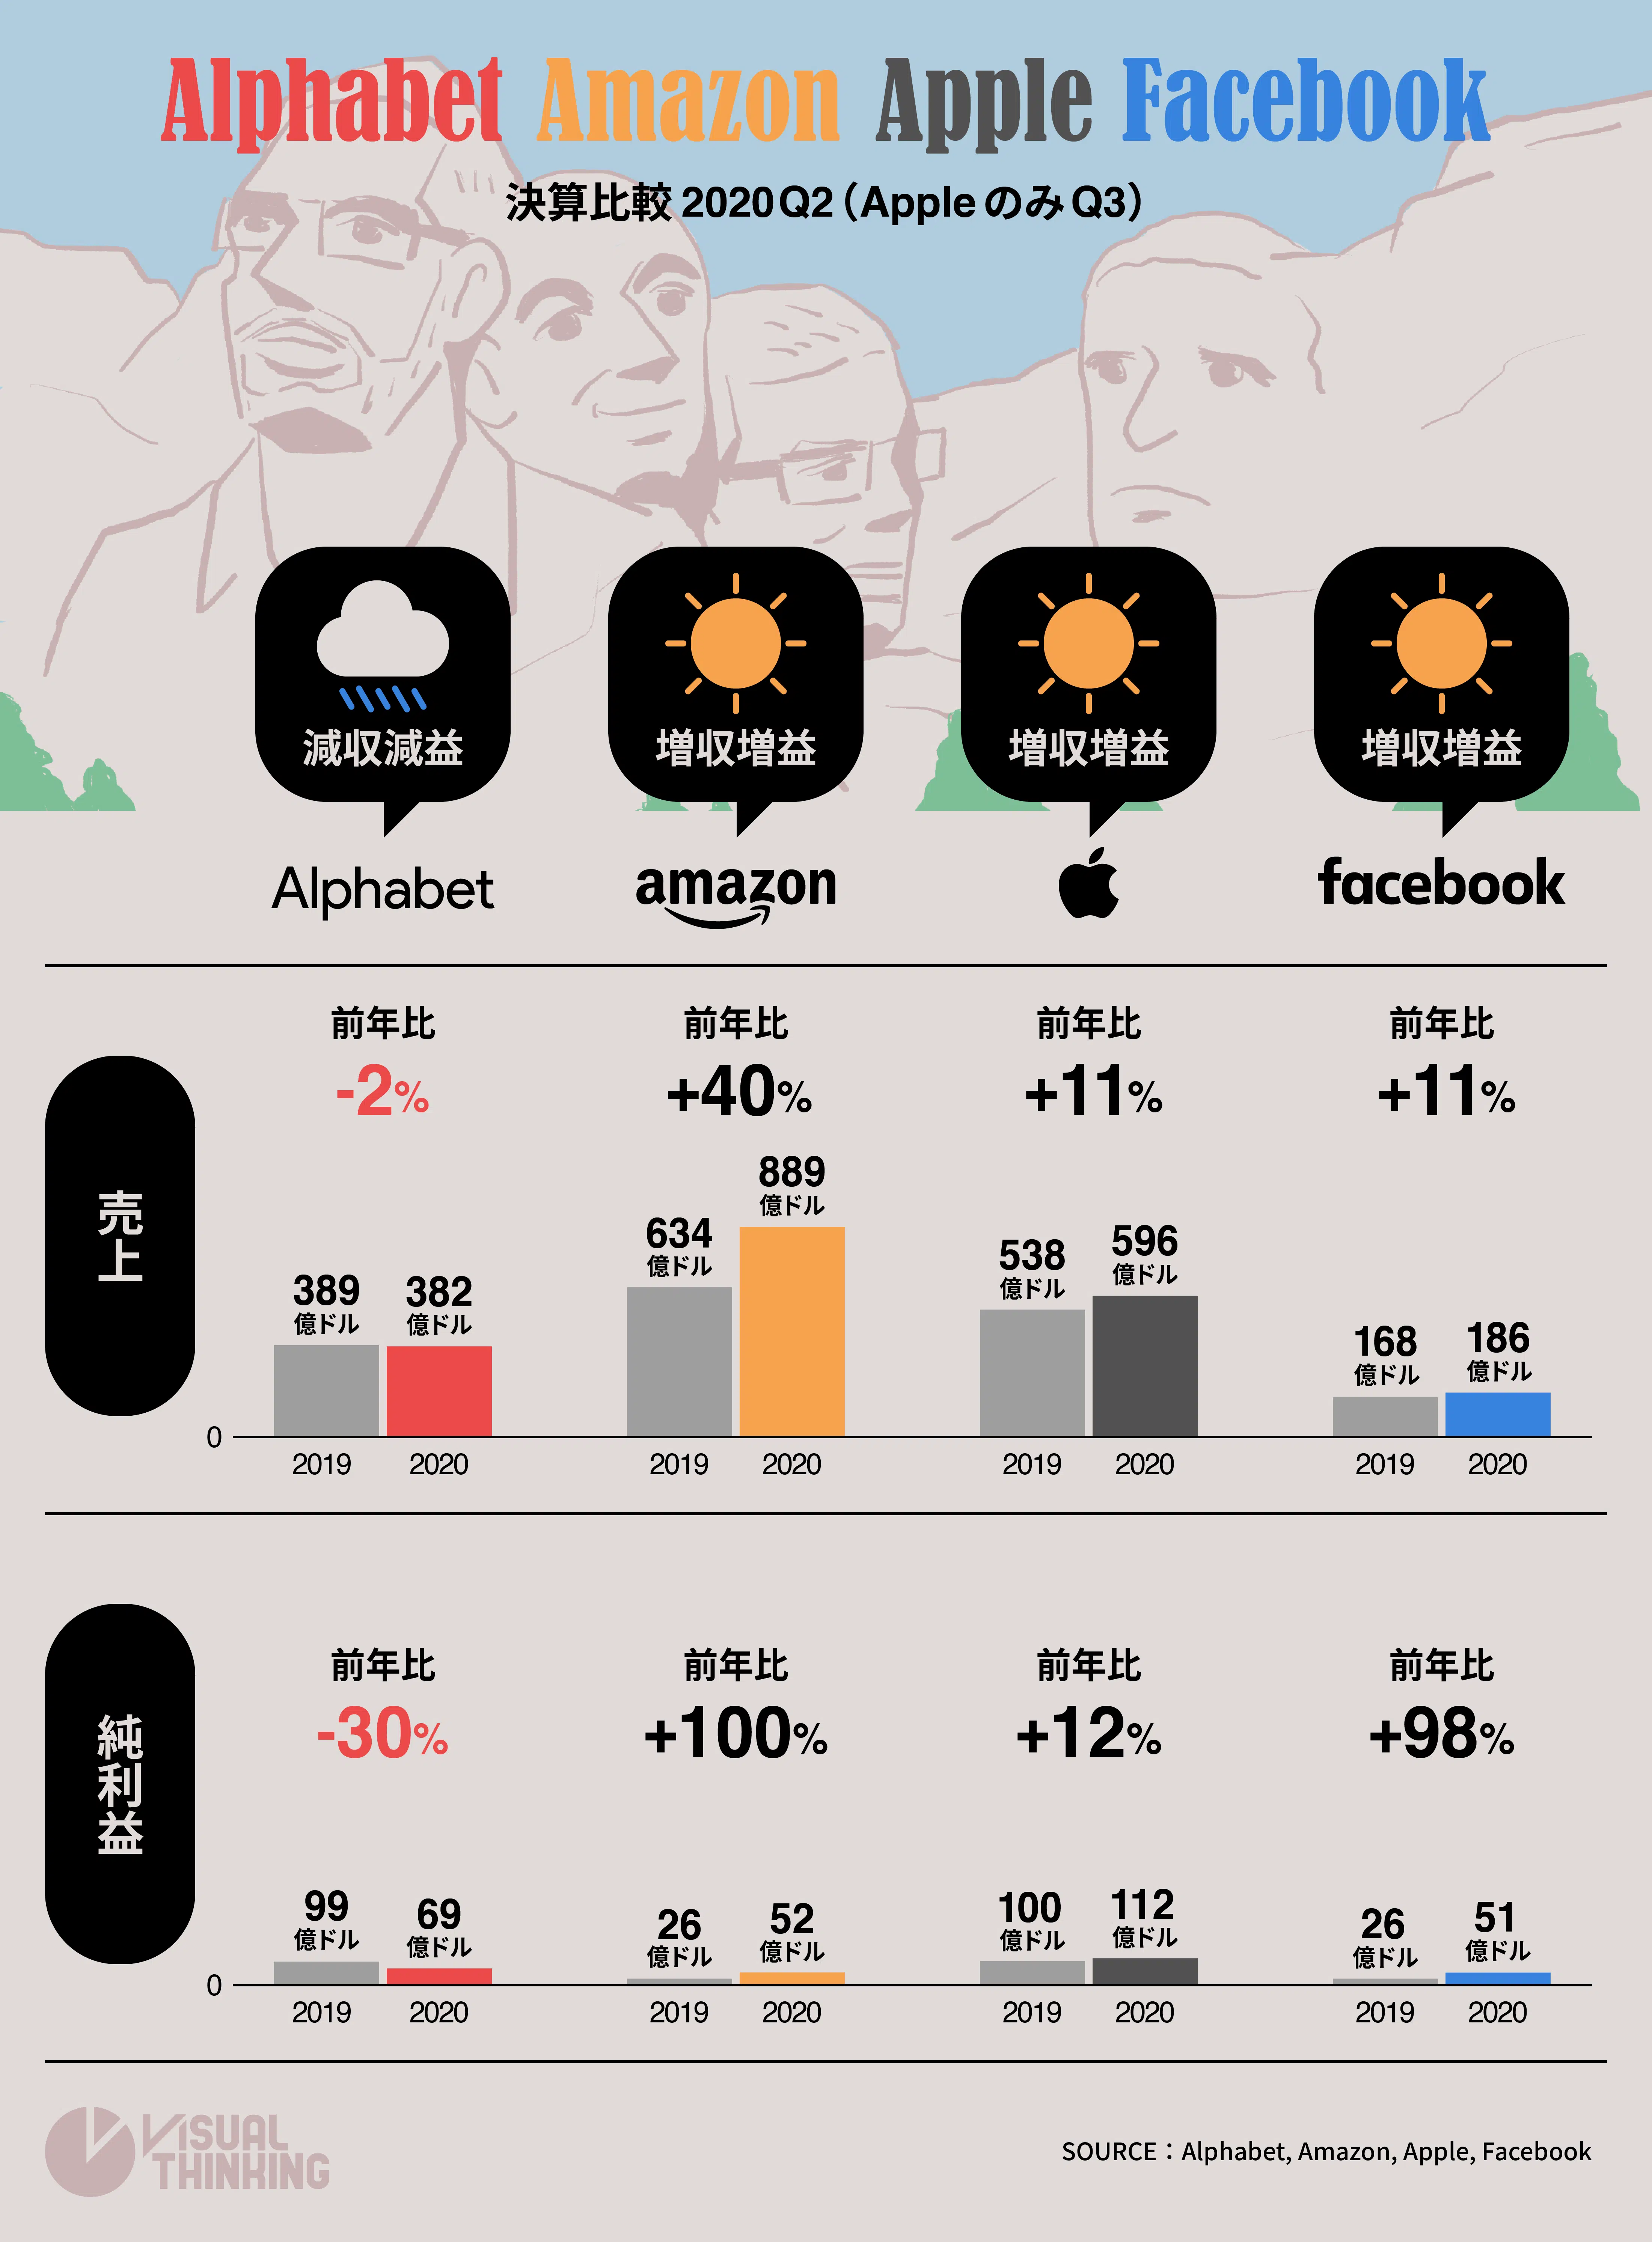 Alphabet Amazon Apple Facebook
決算比較 2020 Q2（Apple のみ Q3）
減収減益
増収増益
増収増益
増収増益
Alphabet
amazon
facebook
売上
前年比
-2%
前年比
+40%
前年比
+11%
前年比
+11%
389
億ドル
382
億ドル
634
億ドル
889
億ドル
538
億ドル
596
億ドル
168
億ドル
186
億ドル
0
2019 2020 2019 2020 2019 2020 2019 2020
純利益
前年比
-30%
前年比
+100%
前年比
+12%
前年比
+98%
99
億ドル
69
億ドル
26
億ドル
52
億ドル
100
億ドル
112
億ドル
26
億ドル
51
億ドル
0
2019 2020 2019 2020 2019 2020 2019 2020
VISUAL
THINKING
SOURCE：Alphabet, Amazon, Apple, Facebook